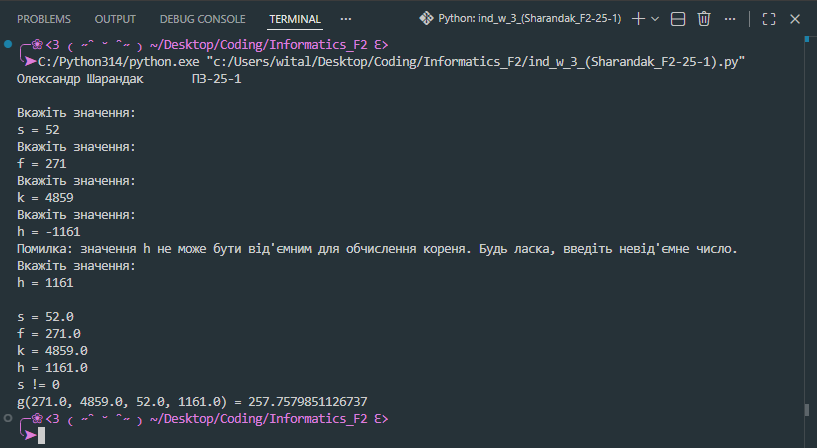 PROBLEMS OUTPUT DEBUG CONSOLE TERMINAL ··· Python: ind_w_3_(Sharandak_F2-25-1)
<3 ~/Desktop/Coding/Informatics_F2 Ɛ>
C:/Python314/python.exe "c:/Users/wital/Desktop/Coding/Informatics_F2/ind_w_3_(Sharandak_F2-25-1).py"
Олександр Шарандак ПЗ-25-1
Вкажіть значення:
s = 52
Вкажіть значення:
f = 271
Вкажіть значення:
k = 4859
Вкажіть значення:
h = -1161
Помилка: значення h не може бути від'ємним для обчислення кореня. Будь ласка, введіть невід'ємне число.
Вкажіть значення:
h = 1161
s = 52.0
f = 271.0
k = 4859.0
h = 1161.0
s != 0
g(271.0, 4859.0, 52.0, 1161.0) = 257.7579851126737
<3 ~/Desktop/Coding/Informatics_F2 Ɛ>